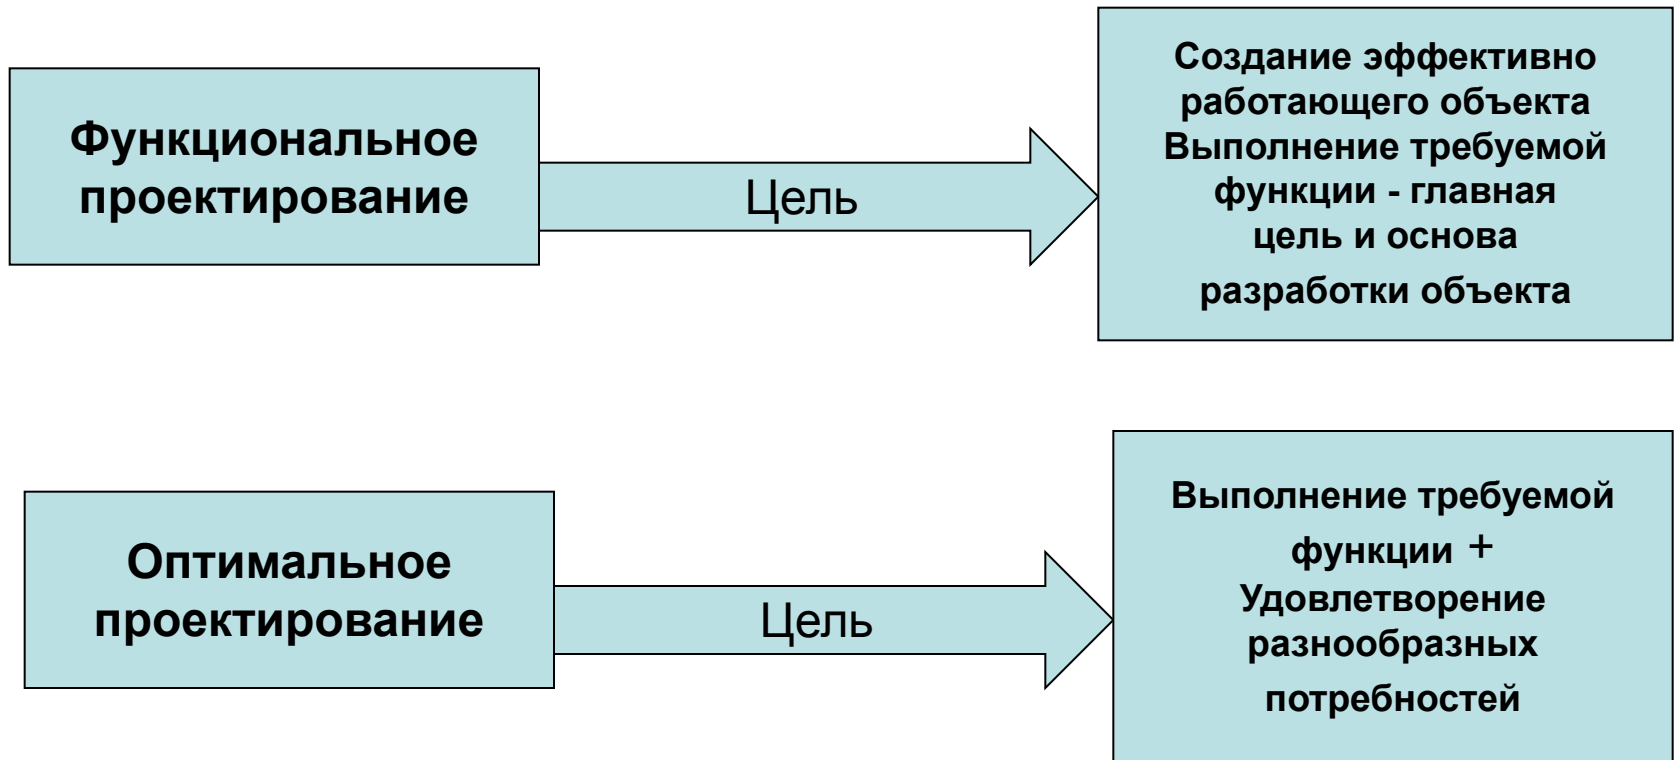 Функциональное
проектирование
Цель
Создание эффективно
работающего объекта
Выполнение требуемой
функции - главная
цель и основа
разработки объекта
Оптимальное
проектирование
Цель
Выполнение требуемой
функции +
Удовлетворение
разнообразных
потребностей